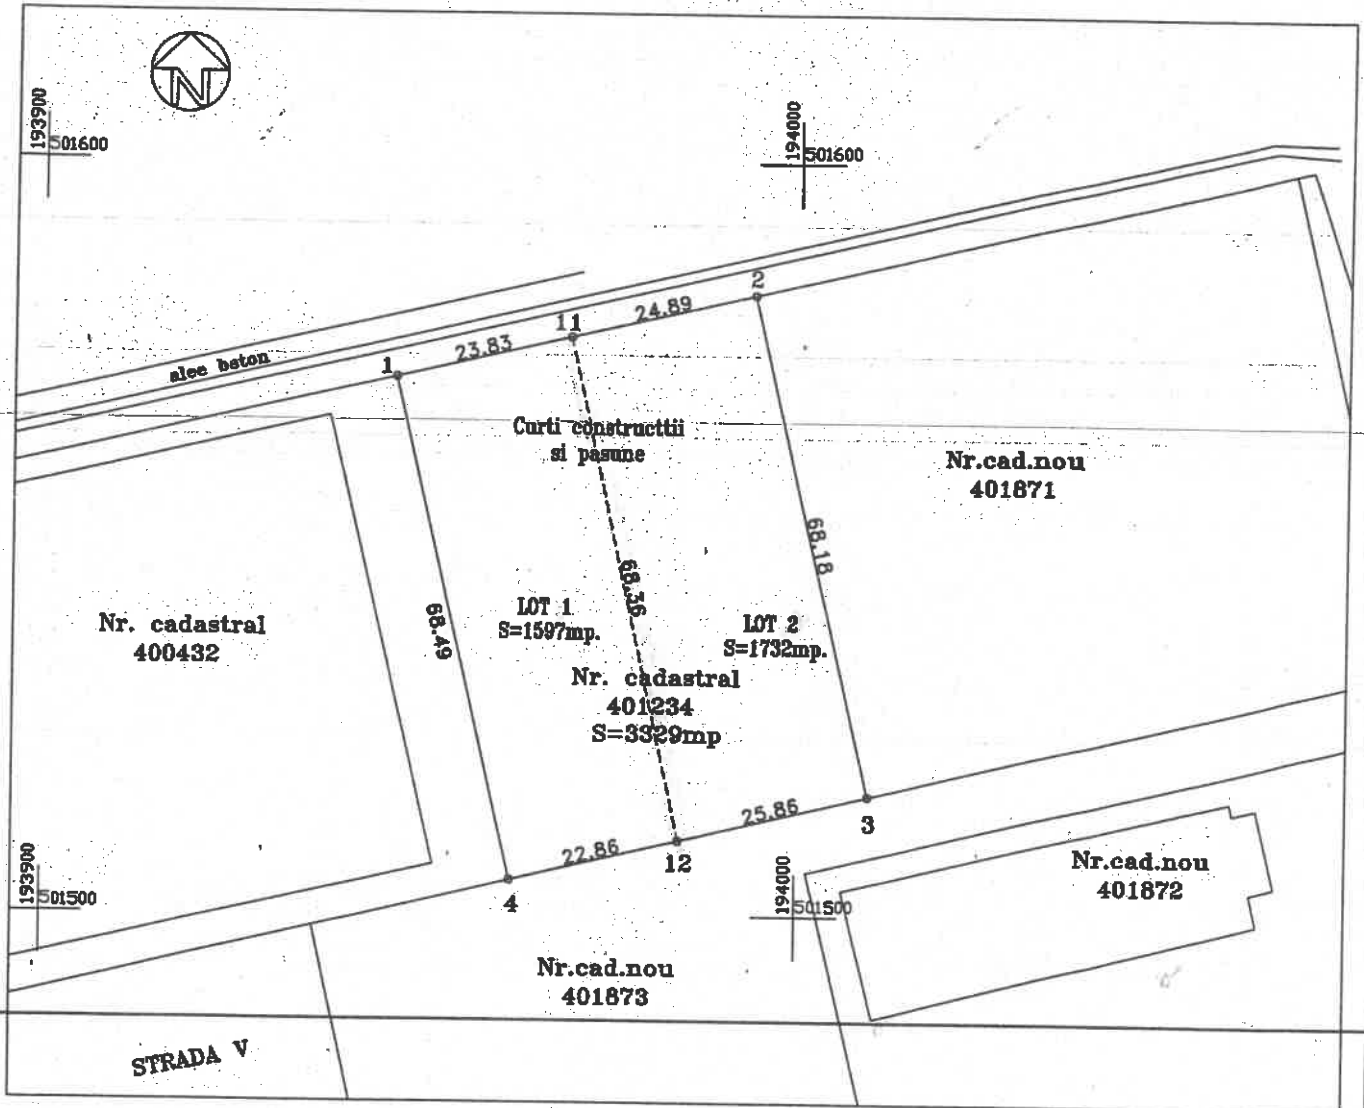 N
193900
501600
194000
501600
2
24.89
11
23.83
1
alee beton
Curti constructtii
si pasune
Nr.cad.nou
401871
68.18
68.36
68.49
LOT 1
S=1597mp.
LOT 2
S=1732mp.
Nr. cadastral
400432
Nr. cadastral
401234
S=3329mp
25.86
3
22.86
12
4
193900
501500
194000
501500
Nr.cad.nou
401872
Nr.cad.nou
401873
STRADA V